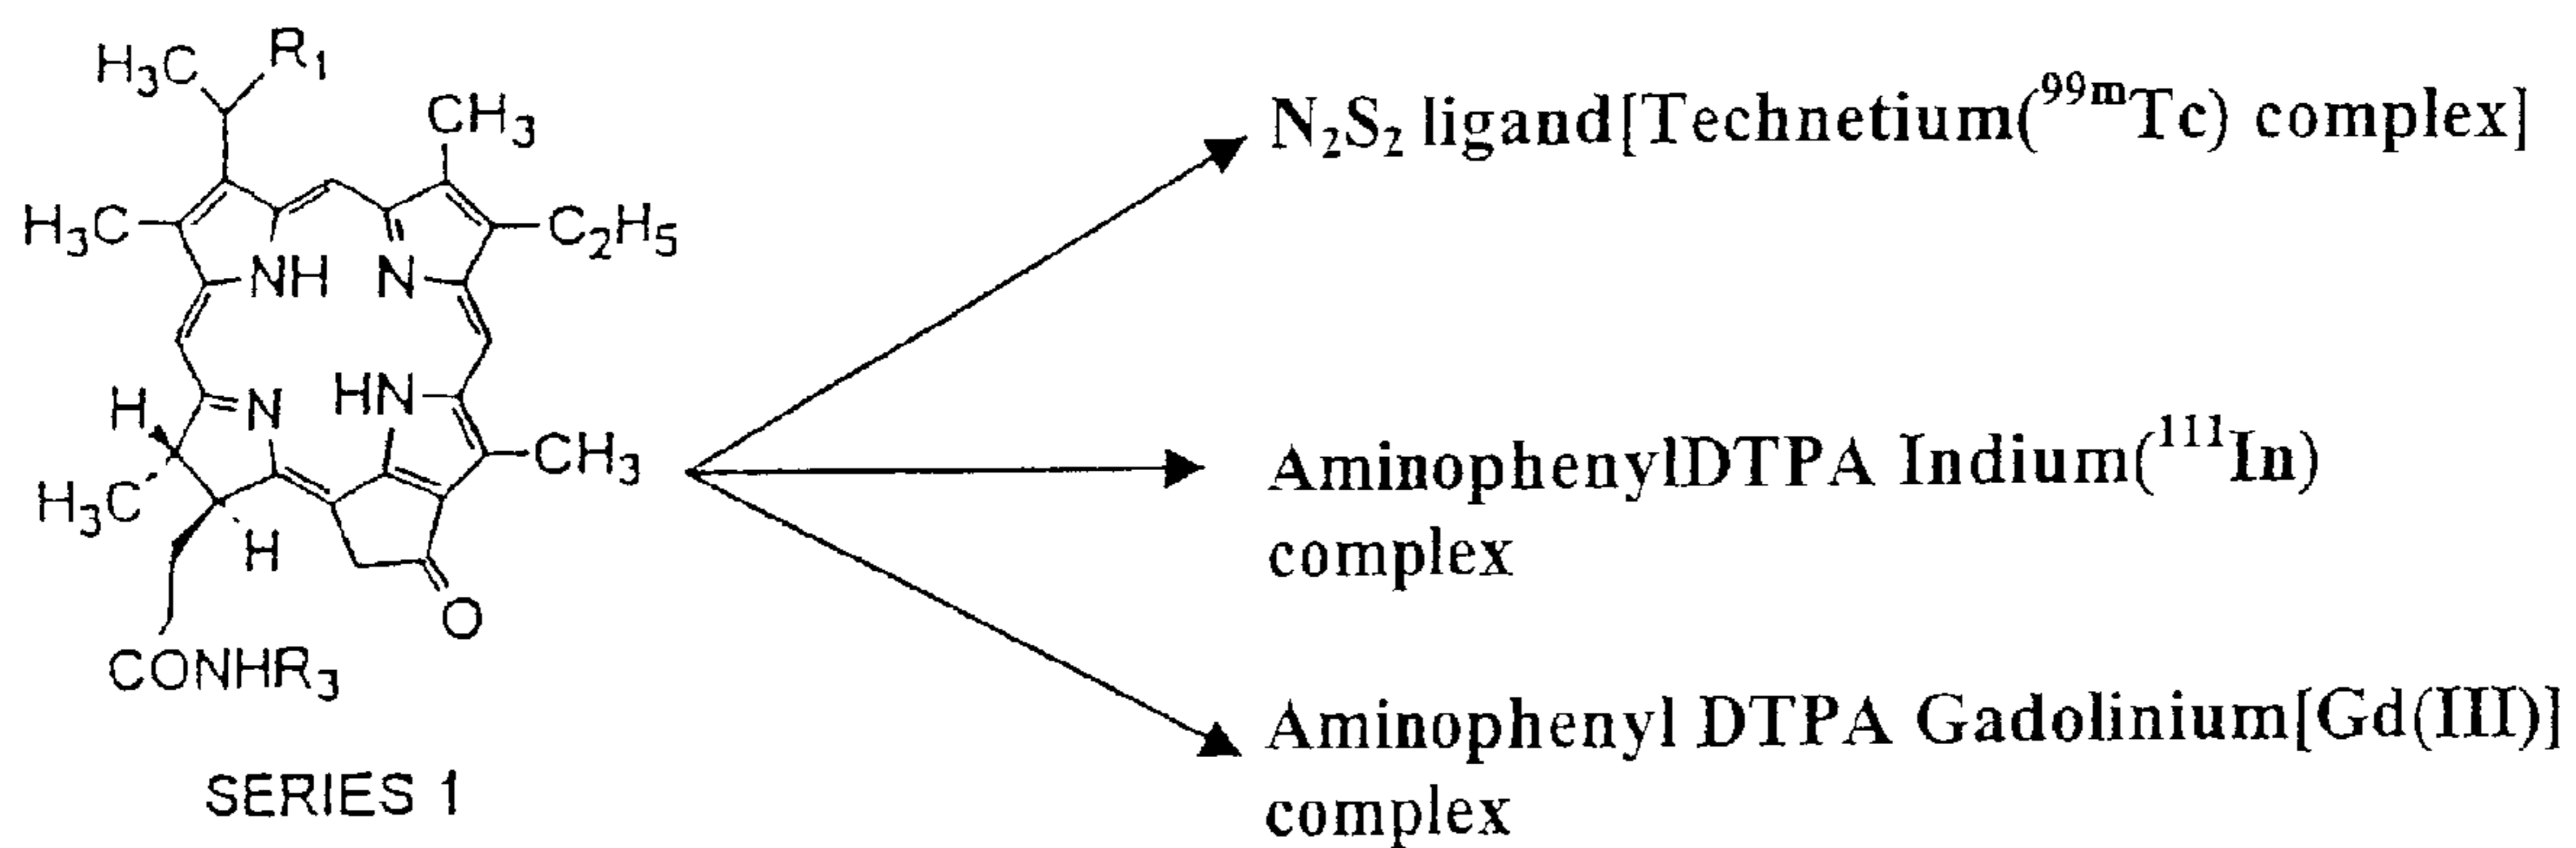 H₃C R₁
CH₃
H₃C C₂H₅
NH N
N HN
H
CH₃
H₃C
H
O
CONHR₃
SERIES 1
N₂S₂ ligand[Technetium(⁹⁹ᵐTc) complex]
AminophenylDTPA Indium(¹¹¹In)
complex
Aminophenyl DTPA Gadolinium[Gd(III)]
complex